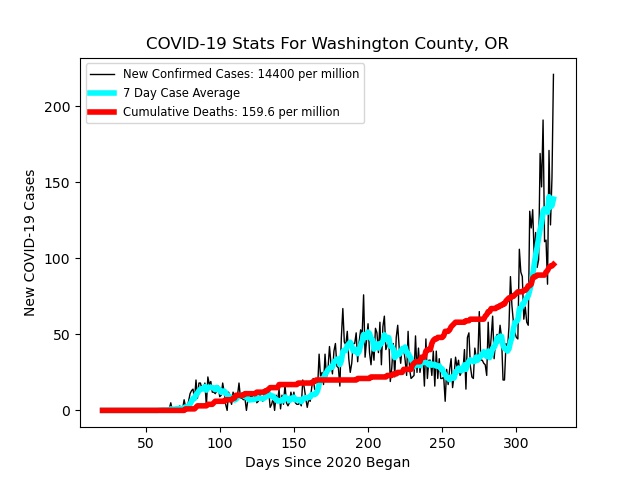 COVID-19 Stats For Washington County, OR
New Confirmed Cases: 14400 per million
7 Day Case Average
Cumulative Deaths: 159.6 per million
New COVID-19 Cases
200
150
100
50
0
50 100 150 200 250 300
Days Since 2020 Began